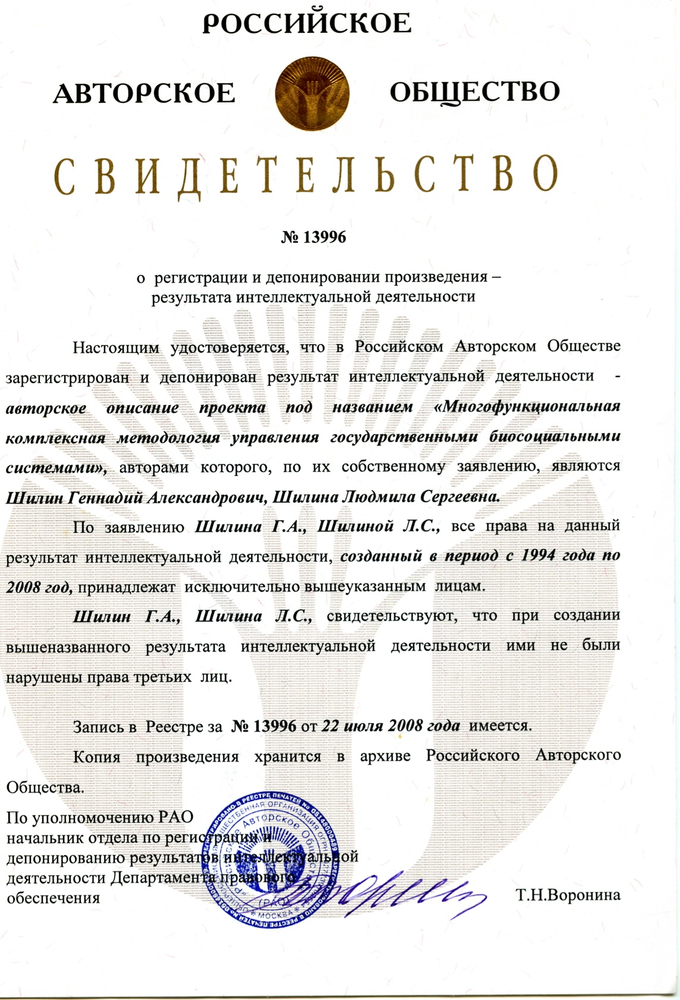 РОССИЙСКОЕ
АВТОРСКОЕ ОБЩЕСТВО
СВИДЕТЕЛЬСТВО
№ 13996
о регистрации и депонировании произведения –
результата интеллектуальной деятельности
Настоящим удостоверяется, что в Российском Авторском Обществе
зарегистрирован и депонирован результат интеллектуальной деятельности -
авторское описание проекта под названием «Многофункциональная
комплексная методология управления государственными биосоциальными
системами», авторами которого, по их собственному заявлению, являются
Шилин Геннадий Александрович, Шилина Людмила Сергеевна.
По заявлению Шилина Г.А., Шилиной Л.С., все права на данный
результат интеллектуальной деятельности, созданный в период с 1994 года по
2008 год, принадлежат исключительно вышеуказанным лицам.
Шилин Г.А., Шилина Л.С., свидетельствуют, что при создании
вышеназванного результата интеллектуальной деятельности ими не были
нарушены права третьих лиц.
Запись в Реестре за № 13996 от 22 июля 2008 года имеется.
Копия произведения хранится в архиве Российского Авторского
Общества.
По уполномочению РАО
начальник отдела по регистрации и
депонированию результатов интеллектуальной
деятельности Департамента правового
обеспечения
Т.Н.Воронина
Российское Авторское Общество
(РАО)
МОСКВА